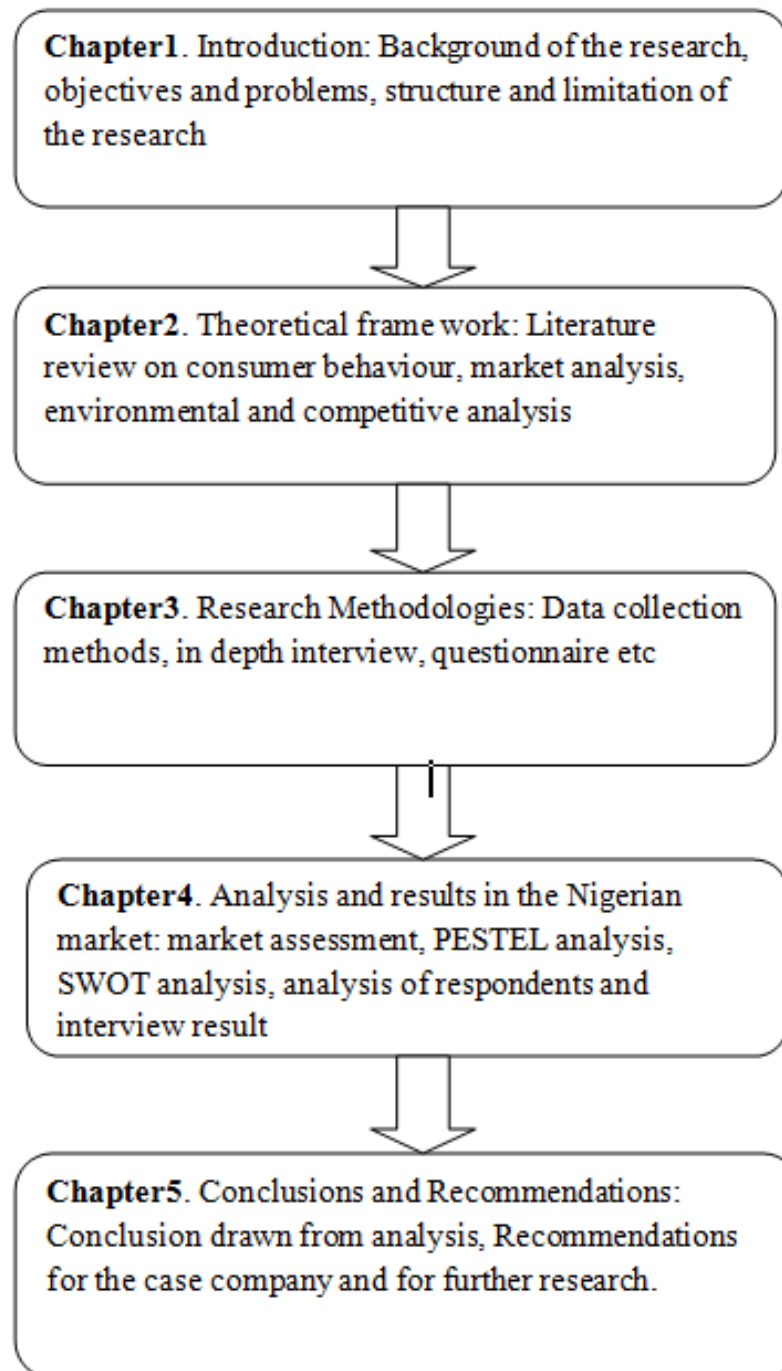 Chapter1. Introduction: Background of the research,
objectives and problems, structure and limitation of
the research
Chapter2. Theoretical frame work: Literature
review on consumer behaviour, market analysis,
environmental and competitive analysis
Chapter3. Research Methodologies: Data collection
methods, in depth interview, questionnaire etc
Chapter4. Analysis and results in the Nigerian
market: market assessment, PESTEL analysis,
SWOT analysis, analysis of respondents and
interview result
Chapter5. Conclusions and Recommendations:
Conclusion drawn from analysis, Recommendations
for the case company and for further research.